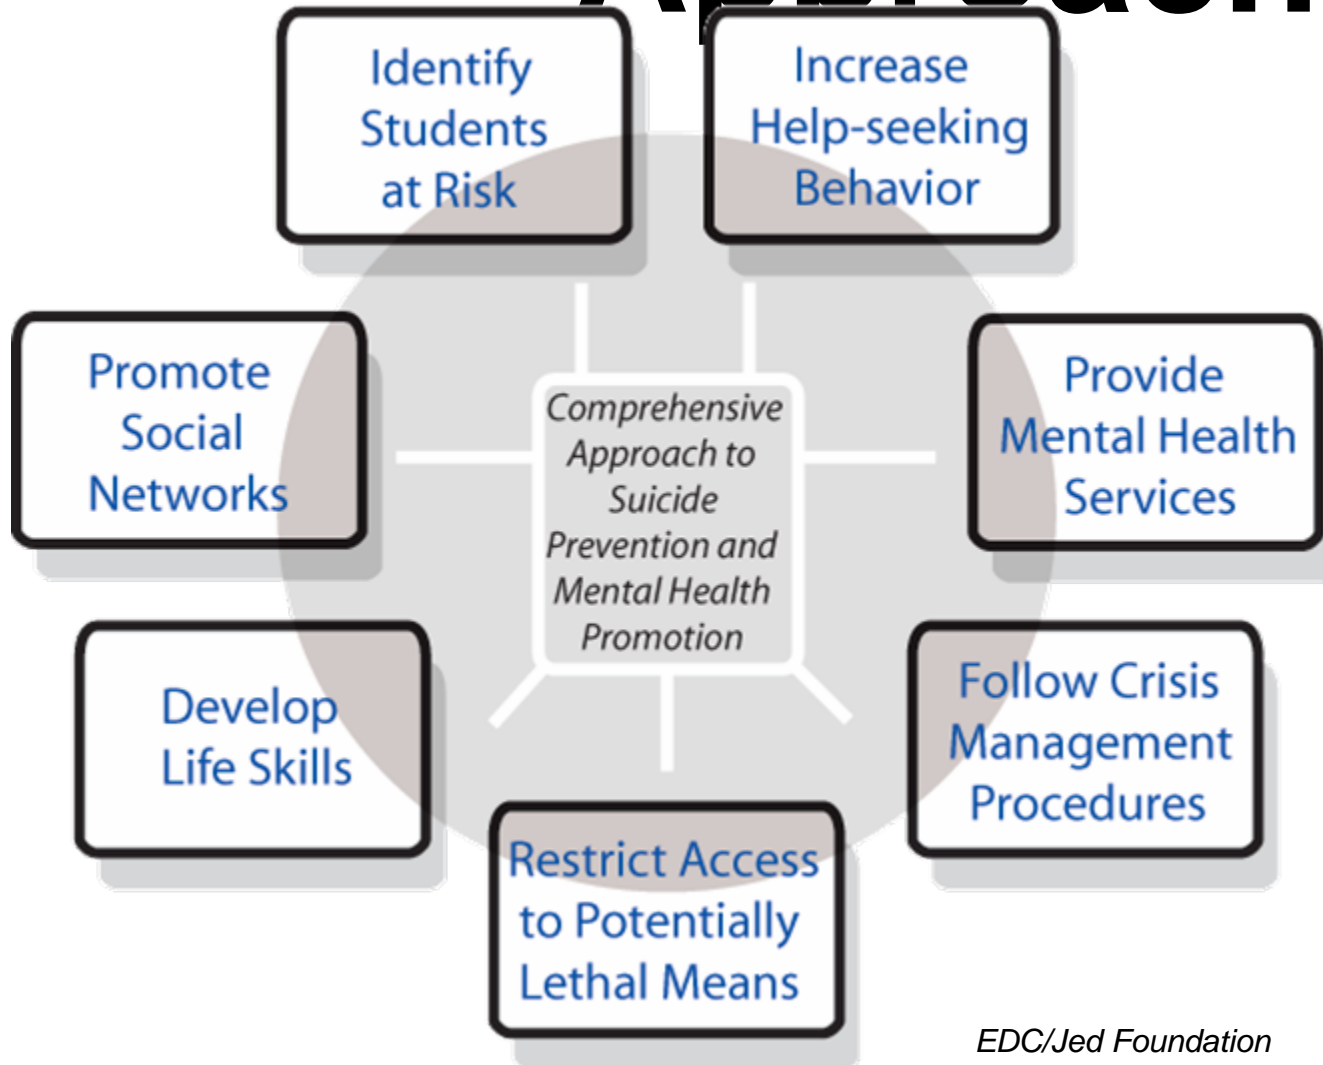 Approach
Identify
Students
at Risk
Increase
Help-seeking
Behavior
Promote
Social
Networks
Comprehensive
Approach to
Suicide
Prevention and
Mental Health
Promotion
Provide
Mental Health
Services
Develop
Life Skills
Follow Crisis
Management
Procedures
Restrict Access
to Potentially
Lethal Means
EDC/Jed Foundation